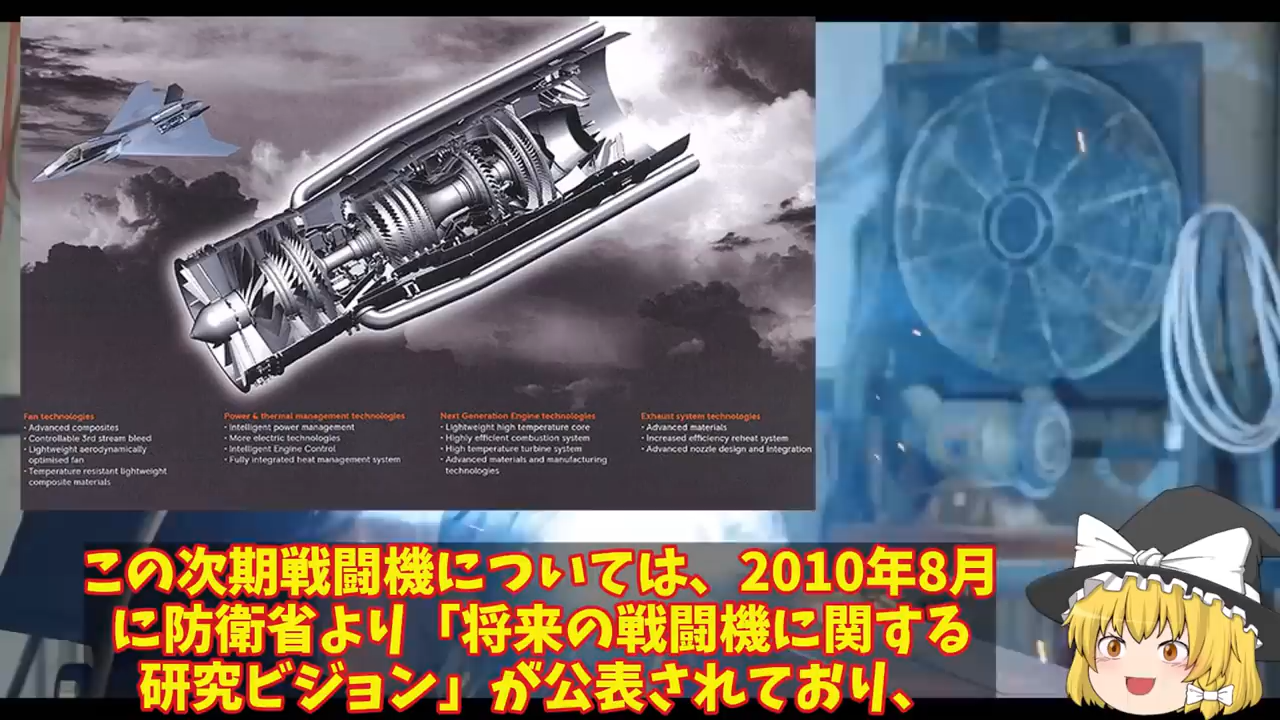 Fan technologies
• Advanced composites
• Controllable 3rd stream bleed
• Lightweight aerodynamically
optimised fan
• Temperature resistant lightweight
composite materials
Power & thermal management technologies
• Intelligent power management
• More electric technologies
• Intelligent Engine Control
• Fully integrated heat management system
Next Generation Engine technologies
• Lightweight high temperature core
• Highly efficient combustion system
• High temperature turbine system
• Advanced materials and manufacturing
technologies
Exhaust system technologies
• Advanced materials
• Increased efficiency reheat system
• Advanced nozzle design and integration
この次期戦闘機については、2010年8月
に防衛省より「将来の戦闘機に関する
研究ビジョン」が公表されており、